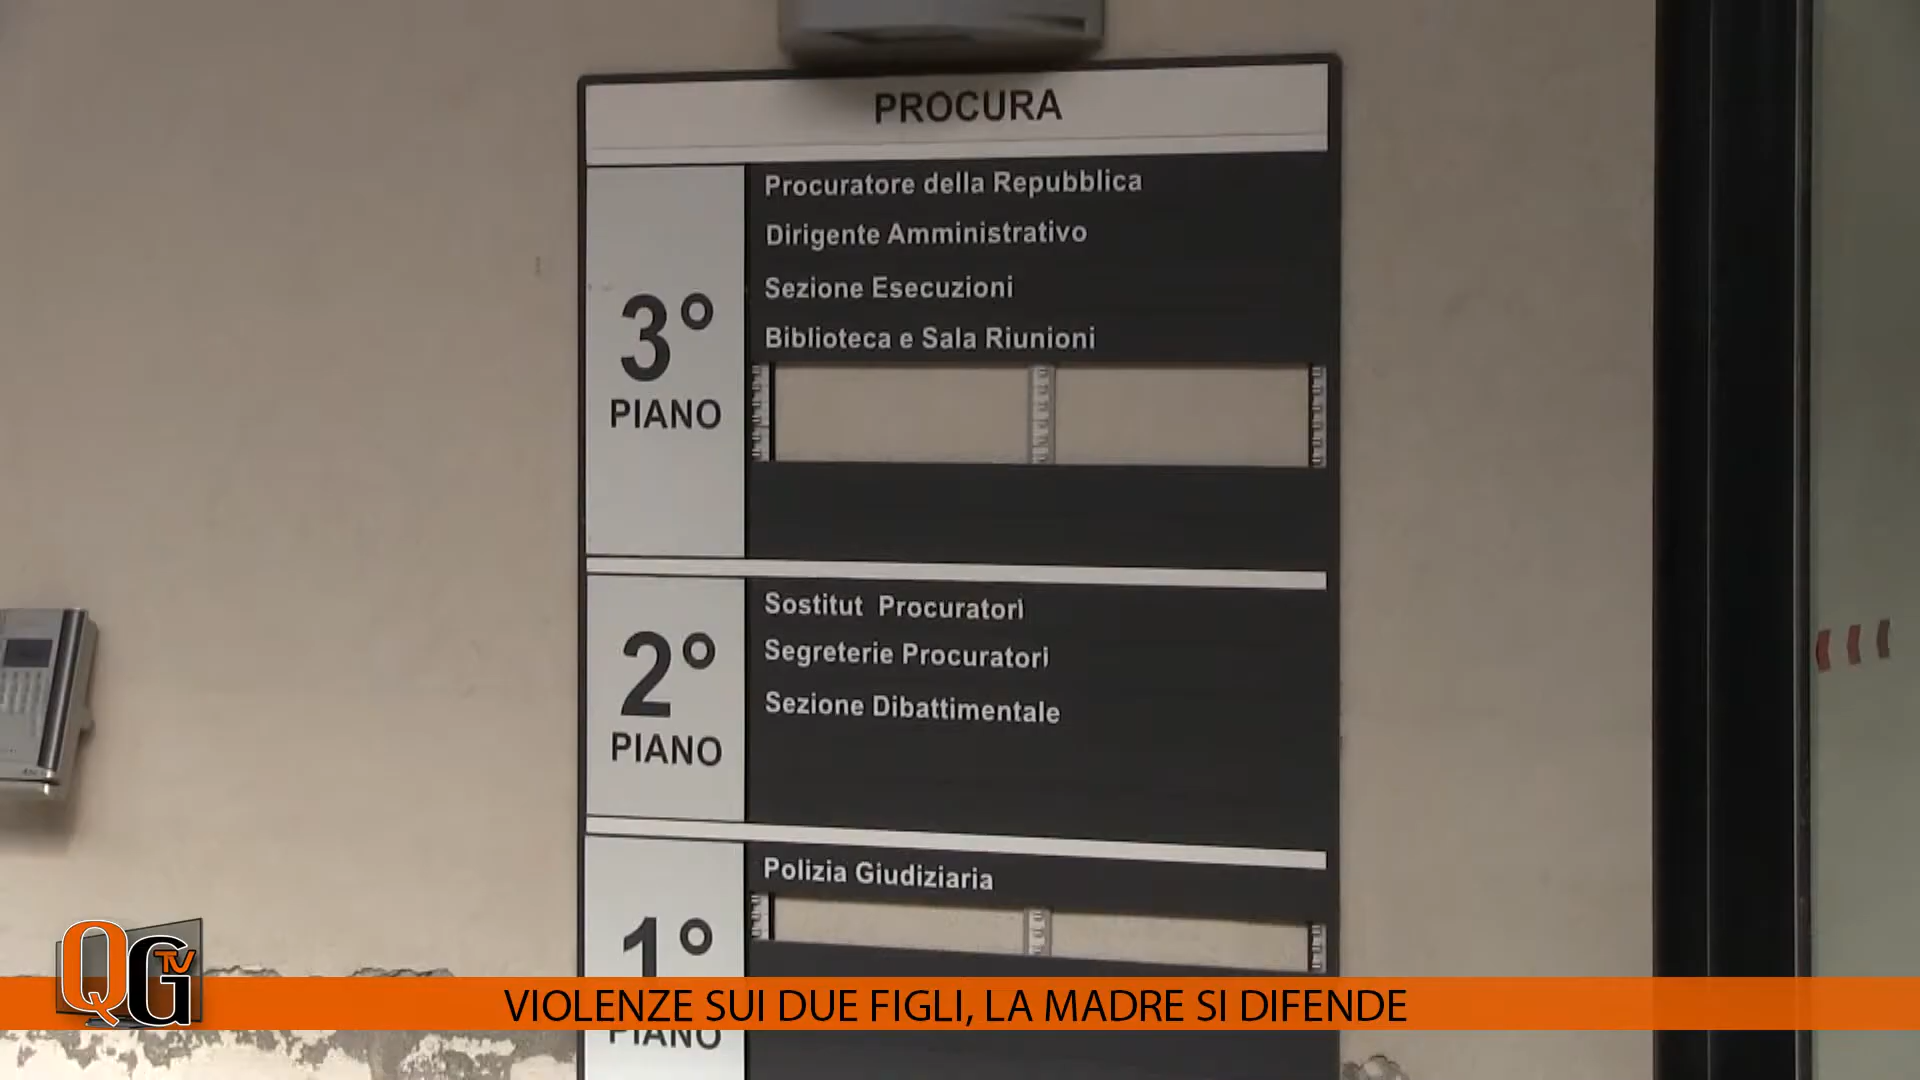 PROCURA
3°
PIANO
Procuratore della Repubblica
Dirigente Amministrativo
Sezione Esecuzioni
Biblioteca e Sala Riunioni
2°
PIANO
Sostitut Procuratori
Segreterie Procuratori
Sezione Dibattimentale
1°
PIANO
Polizia Giudiziaria
QG TV
VIOLENZE SUI DUE FIGLI, LA MADRE SI DIFENDE